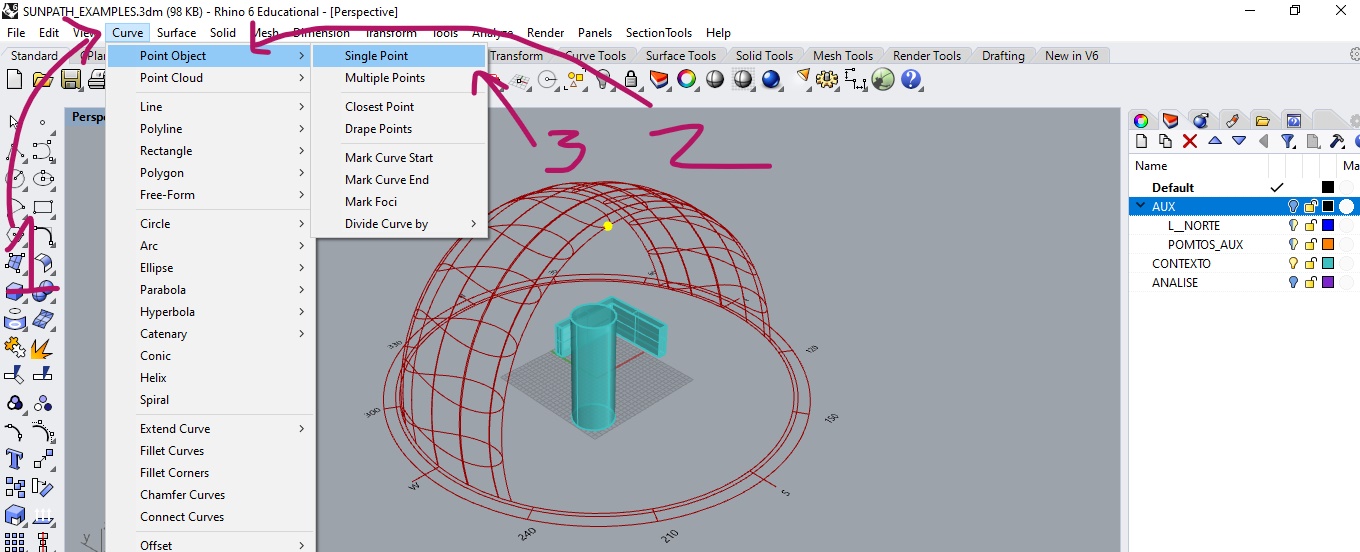 SUNPATH_EXAMPLES.3dm (98 KB) - Rhino 6 Educational - [Perspective]
File Edit View Curve Surface Solid Mesh Dimension Transform Tools Analyze Render Panels SectionTools Help
Standard CPlan Transform Curve Tools Surface Tools Solid Tools Mesh Tools Render Tools Drafting New in V6
Persp
Point Object
Point Cloud
Line
Polyline
Rectangle
Polygon
Free-Form
Circle
Arc
Ellipse
Parabola
Hyperbola
Catenary
Conic
Helix
Spiral
Extend Curve
Fillet Curves
Fillet Corners
Chamfer Curves
Connect Curves
Offset
Single Point
Multiple Points
Closest Point
Drape Points
Mark Curve Start
Mark Curve End
Mark Foci
Divide Curve by
1
3 2
330
300
W
240
210
S
150
120
y
Name Ma
Default
AUX
L_NORTE
POMTOS_AUX
CONTEXTO
ANALISE